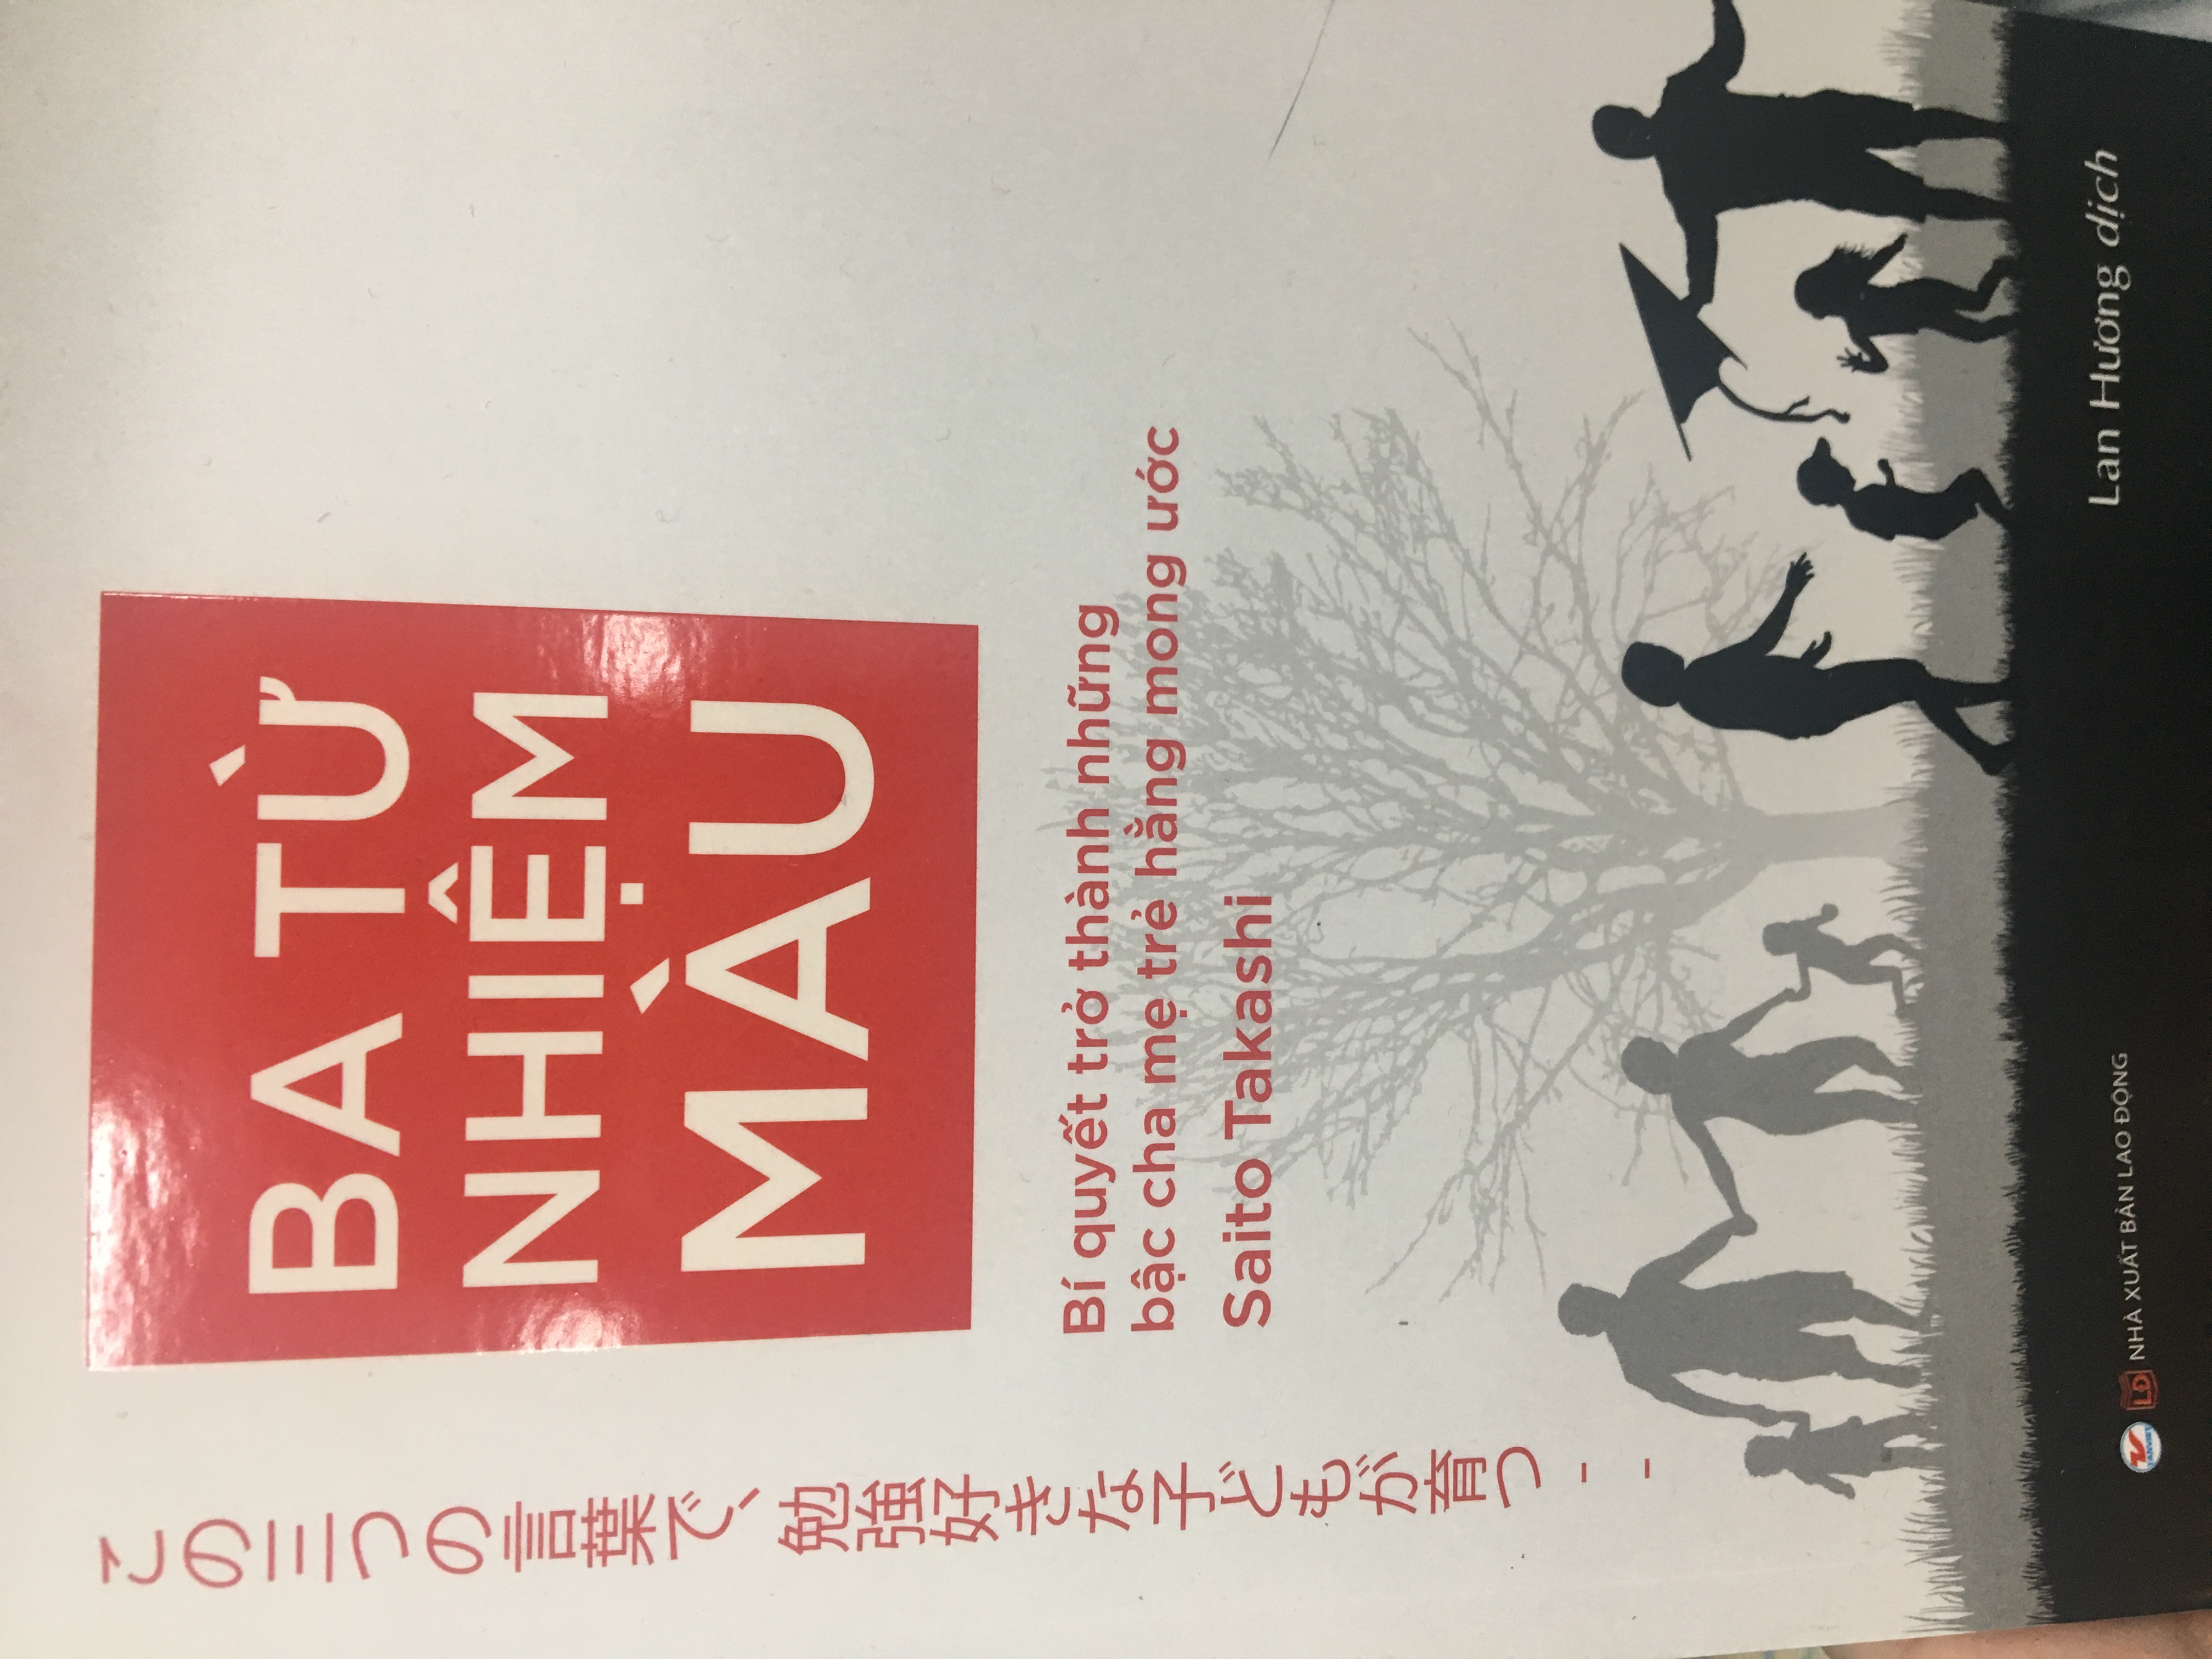 この三つの言葉で、勉強好きな子どもが育つ - -
BA TỪ
NHIỆM
MÀU
Bí quyết trở thành những
bậc cha mẹ trẻ hằng mong ước
Saito Takashi
Lan Hương dịch
TANVIET
LĐ
NHÀ XUẤT BẢN LAO ĐỘNG